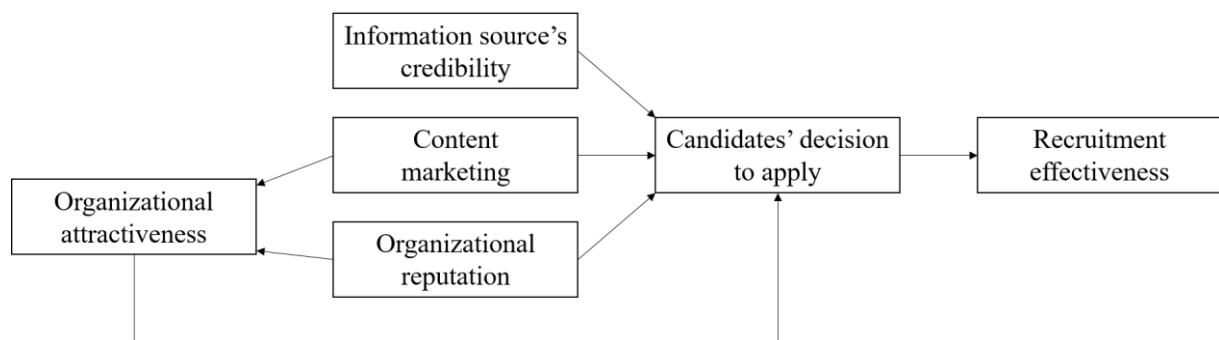 Information source's
credibility
Content
marketing
Candidates' decision
to apply
Recruitment
effectiveness
Organizational
attractiveness
Organizational
reputation